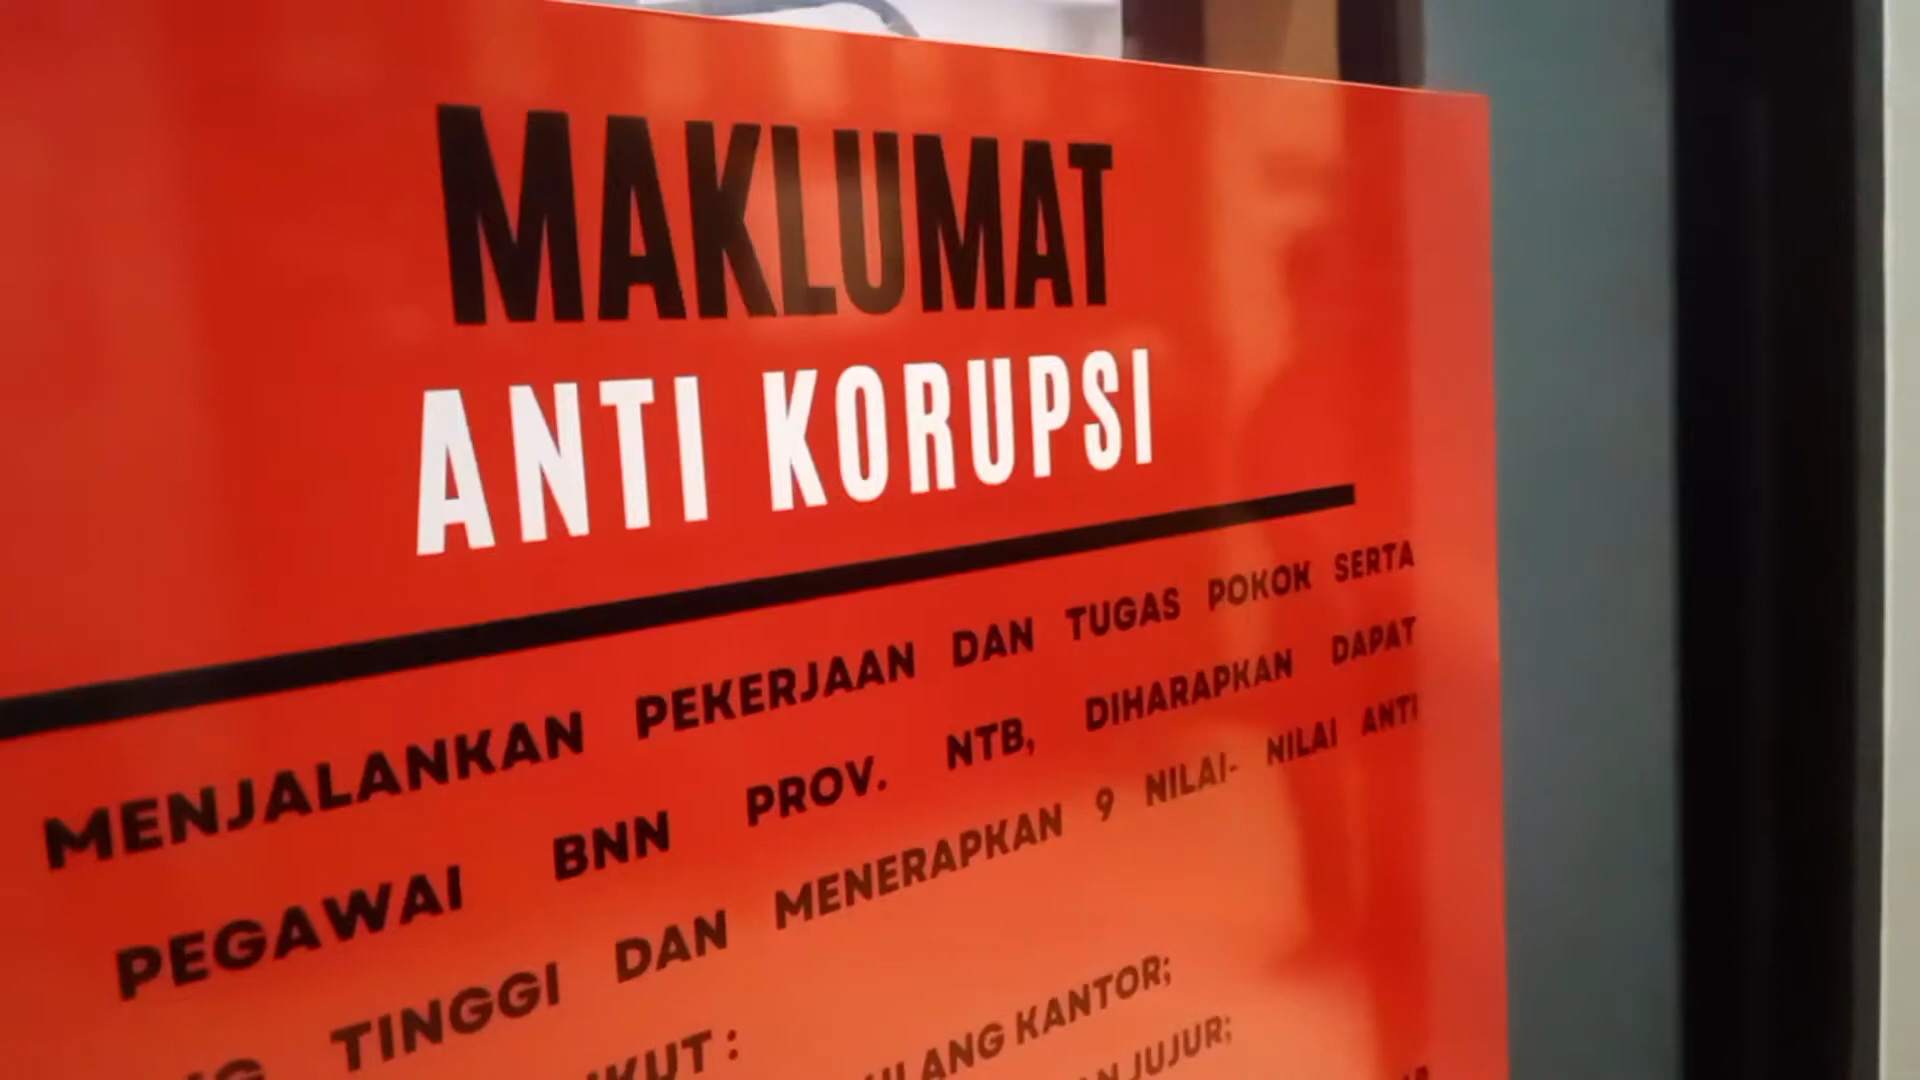 MAKLUMAT
ANTI KORUPSI
MENJALANKAN PEKERJAAN DAN TUGAS POKOK SERTA
PEGAWAI BNN PROV. NTB, DIHARAPKAN DAPAT
TINGGI DAN MENERAPKAN 9 NILAI- NILAI ANTI
KANTOR;
JUJUR;